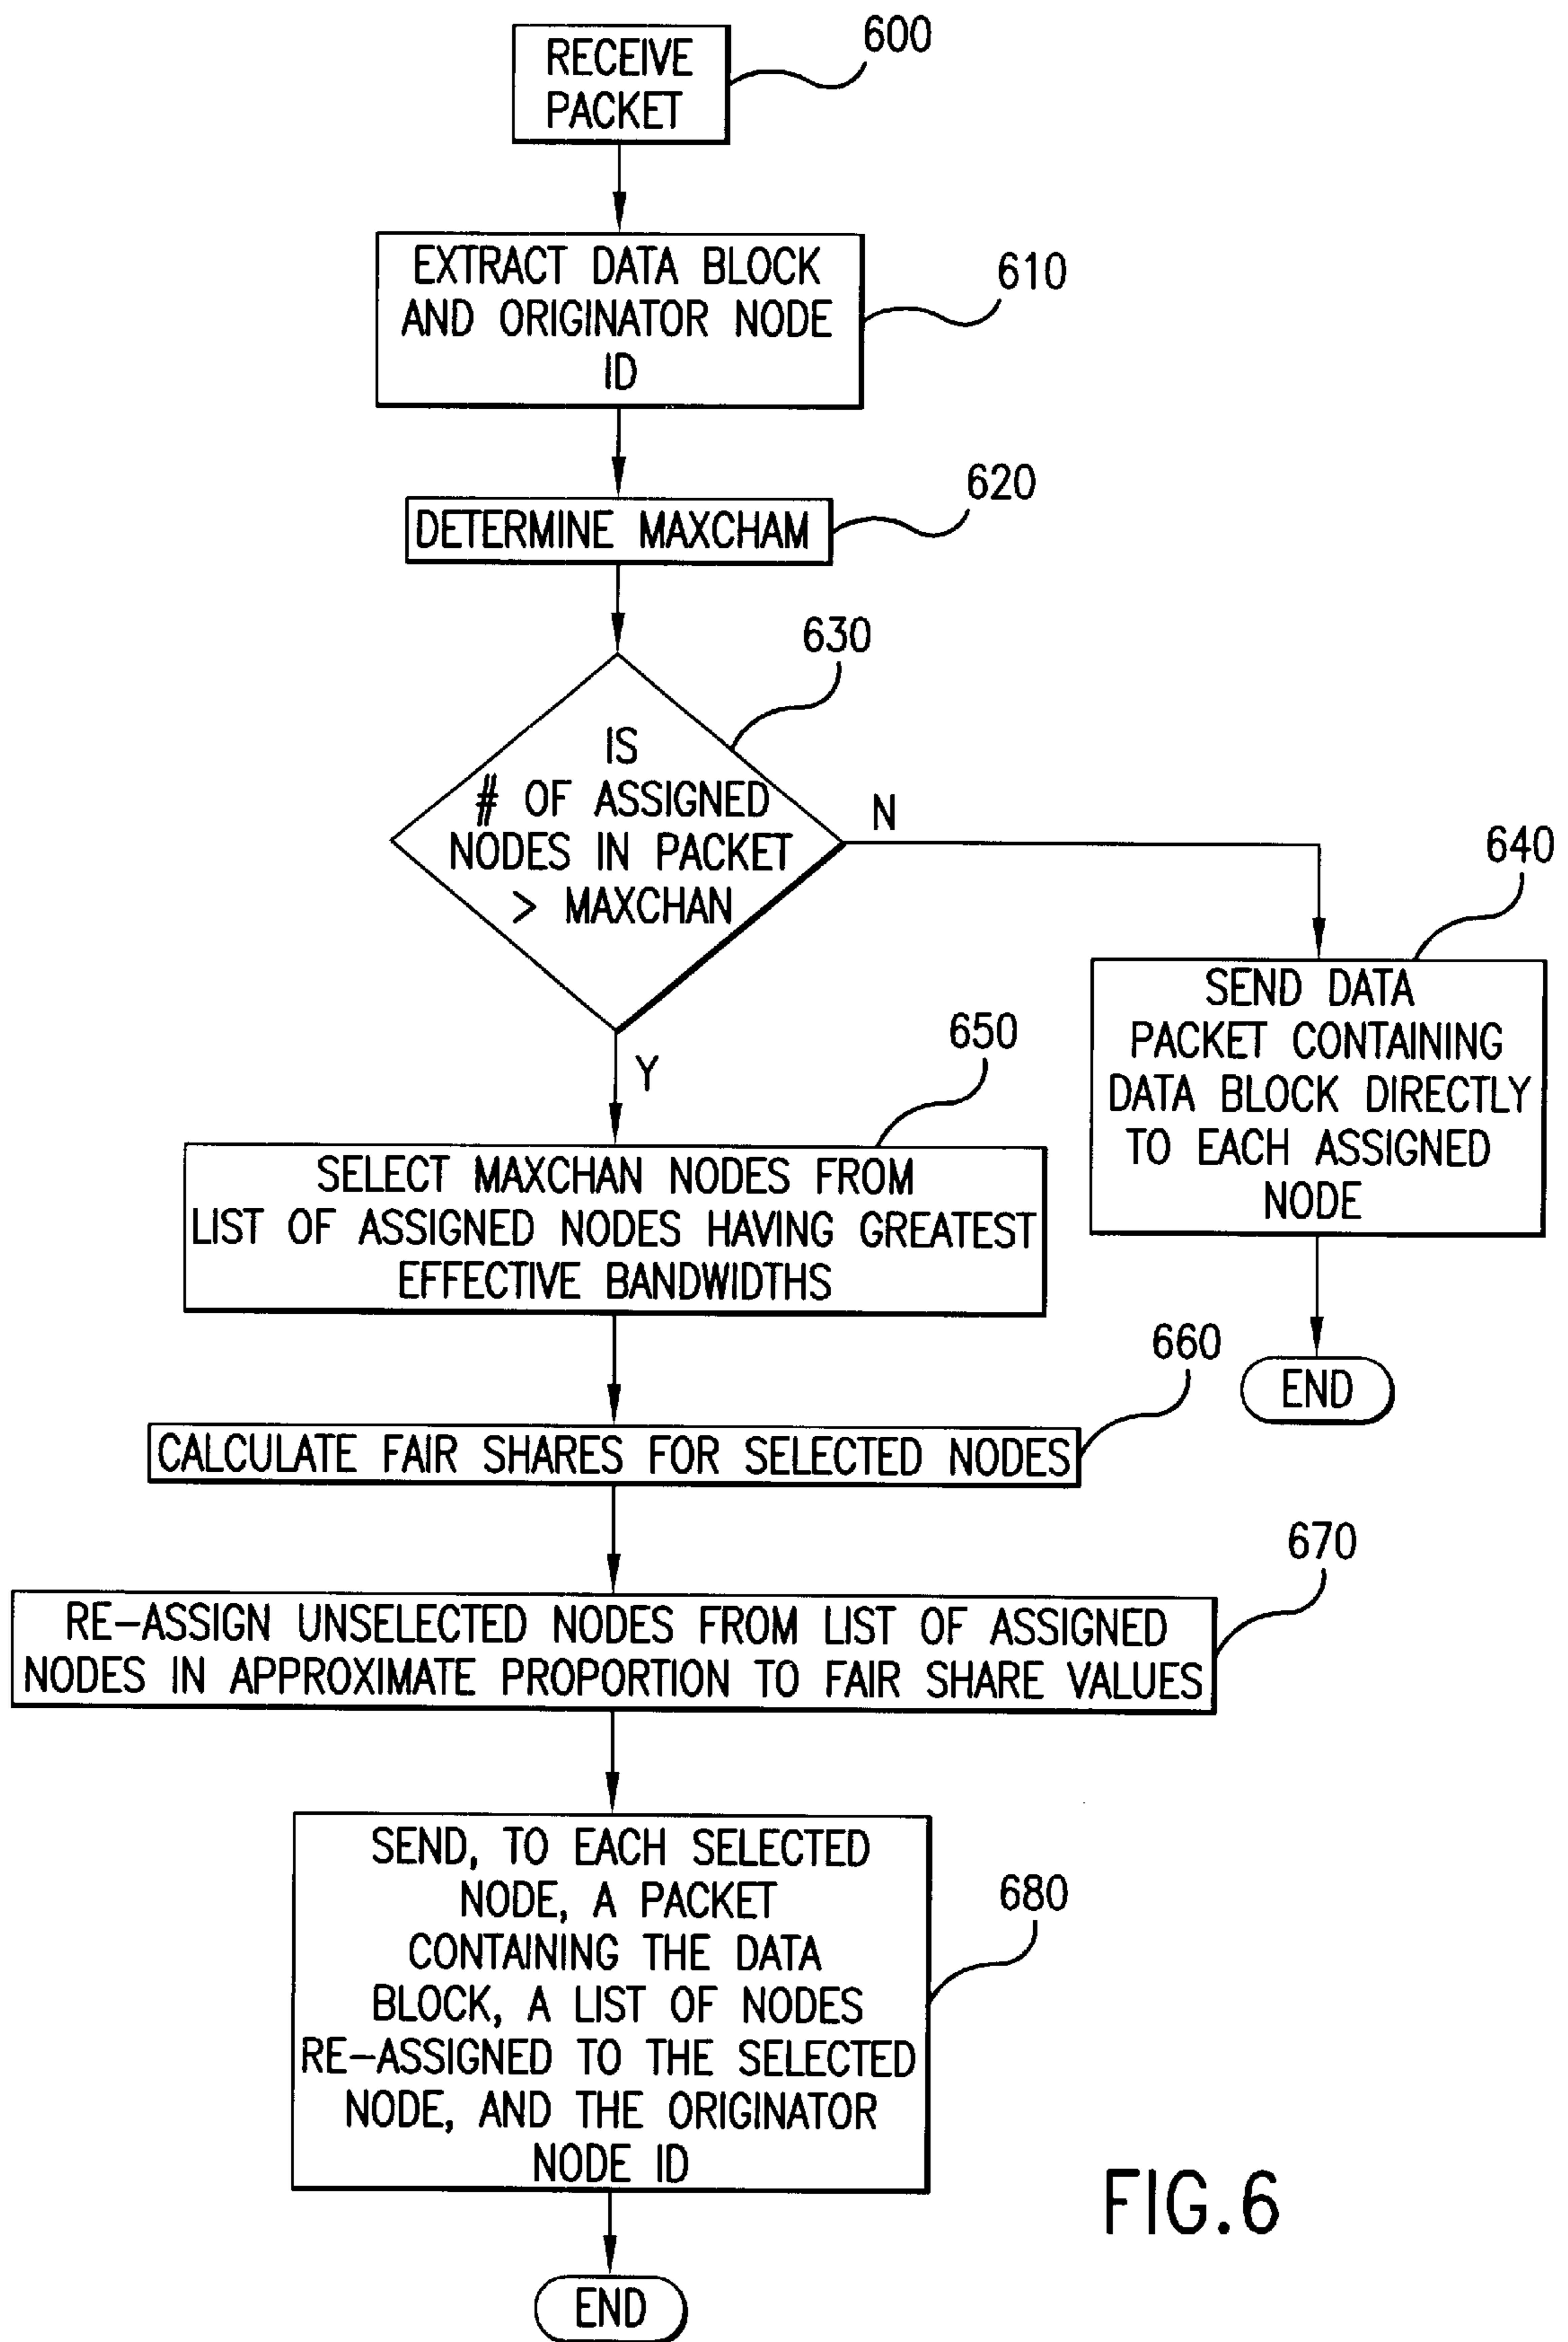 600
RECEIVE
PACKET
610
EXTRACT DATA BLOCK
AND ORIGINATOR NODE
ID
620
DETERMINE MAXCHAM
630
IS
# OF ASSIGNED
NODES IN PACKET
> MAXCHAN
N
Y
640
SEND DATA
PACKET CONTAINING
DATA BLOCK DIRECTLY
TO EACH ASSIGNED
NODE
END
650
SELECT MAXCHAN NODES FROM
LIST OF ASSIGNED NODES HAVING GREATEST
EFFECTIVE BANDWIDTHS
660
CALCULATE FAIR SHARES FOR SELECTED NODES
670
RE-ASSIGN UNSELECTED NODES FROM LIST OF ASSIGNED
NODES IN APPROXIMATE PROPORTION TO FAIR SHARE VALUES
680
SEND, TO EACH SELECTED
NODE, A PACKET
CONTAINING THE DATA
BLOCK, A LIST OF NODES
RE-ASSIGNED TO THE SELECTED
NODE, AND THE ORIGINATOR
NODE ID
END
FIG.6